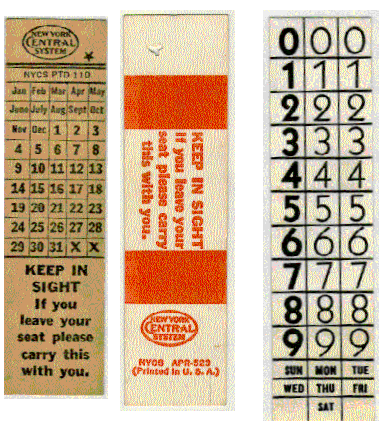 NEW YORK
CENTRAL
SYSTEM
NYCS PTD 11D
Jan Feb Mar Apr May
June July Aug Sept Oct
Nov Dec 1 2 3
4 5 6 7 8
9 10 11 12 13
14 15 16 17 18
19 20 21 22 23
24 25 26 27 28
29 30 31 X X
KEEP IN
SIGHT
If you
leave your
seat please
carry this
with you.
KEEP IN SIGHT
If you leave your
seat please carry
this with you.
NEW YORK
CENTRAL
SYSTEM
NYCS APR-523
(Printed in U. S. A.)
0 0 0
1 1 1
2 2 2
3 3 3
4 4 4
5 5 5
6 6 6
7 7 7
8 8 8
9 9 9
SUN MON TUE
WED THU FRI
SAT